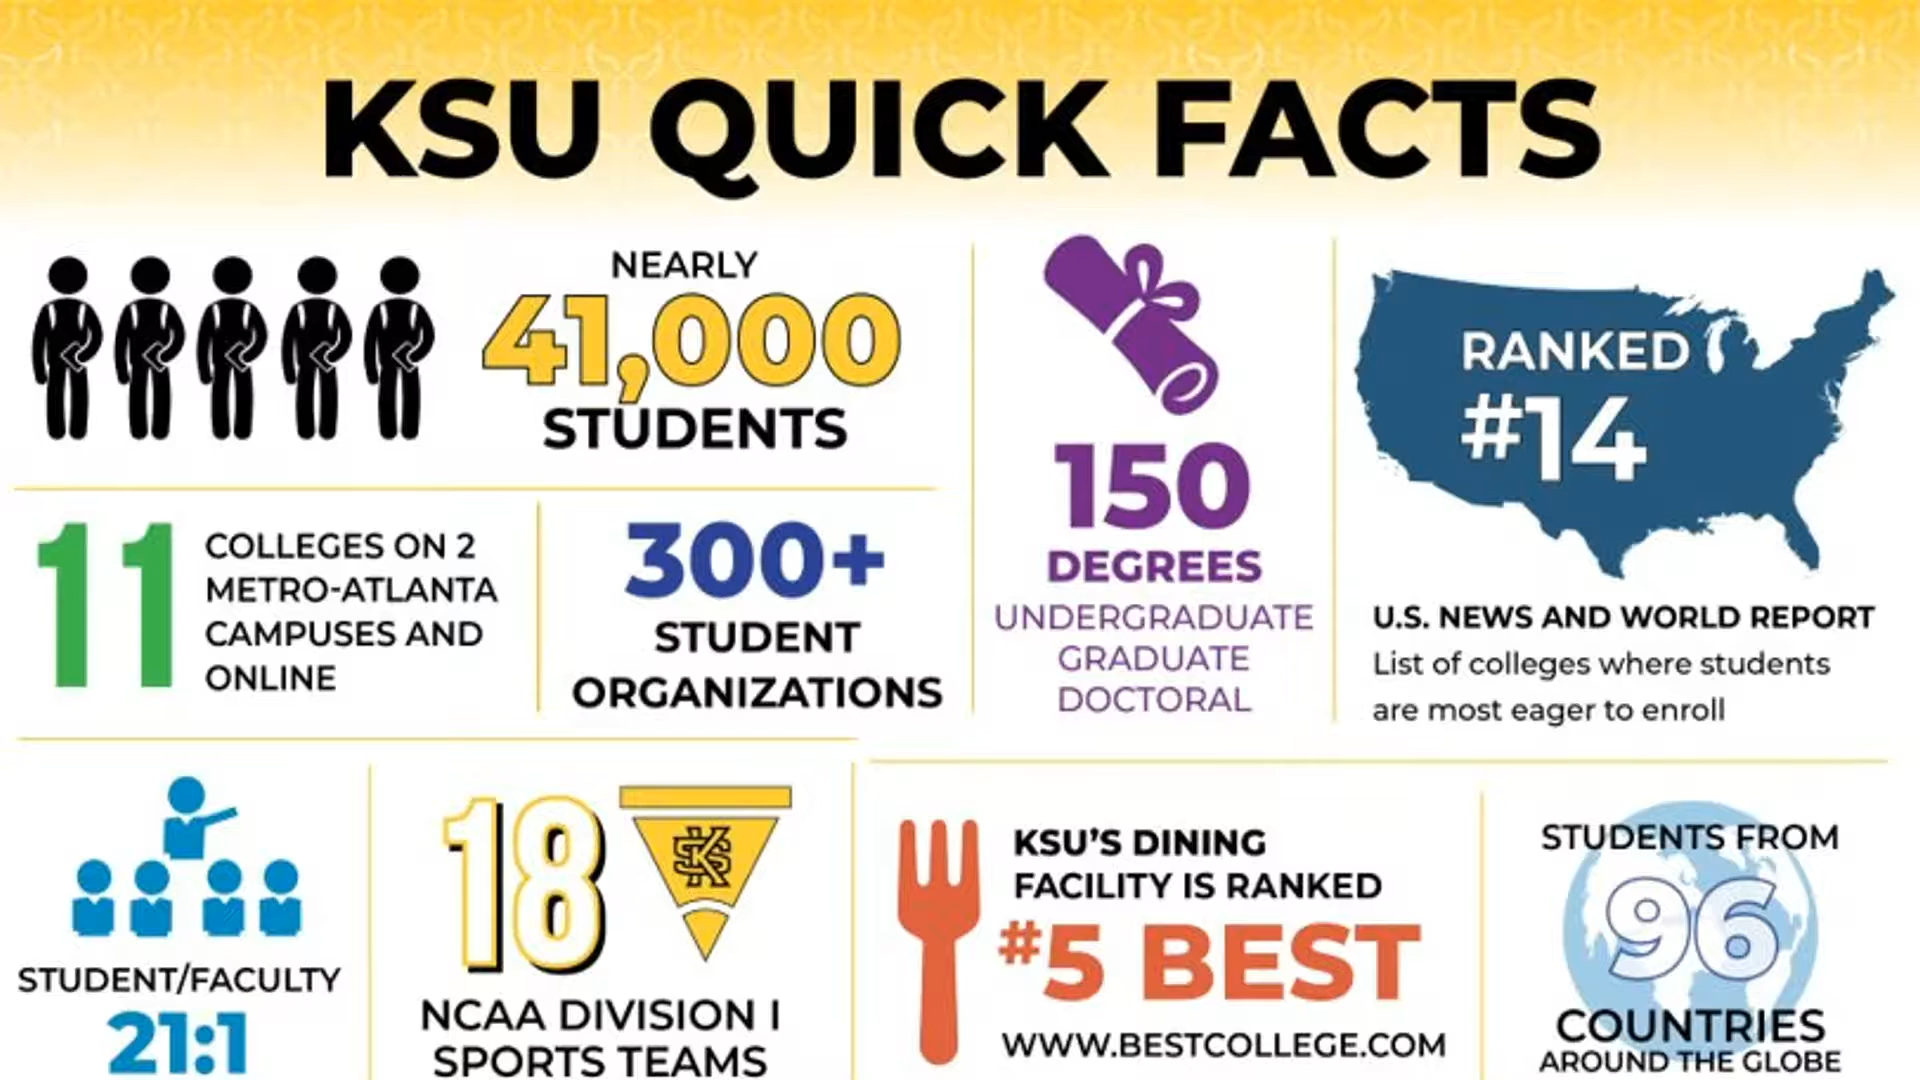 KSU QUICK FACTS
NEARLY
41,000
STUDENTS
150
DEGREES
UNDERGRADUATE
GRADUATE
DOCTORAL
RANKED
#14
U.S. NEWS AND WORLD REPORT
List of colleges where students
are most eager to enroll
11
COLLEGES ON 2
METRO-ATLANTA
CAMPUSES AND
ONLINE
300+
STUDENT
ORGANIZATIONS
STUDENT/FACULTY
21:1
18
KS
NCAA DIVISION I
SPORTS TEAMS
KSU'S DINING
FACILITY IS RANKED
#5 BEST
WWW.BESTCOLLEGE.COM
STUDENTS FROM
96
COUNTRIES
AROUND THE GLOBE